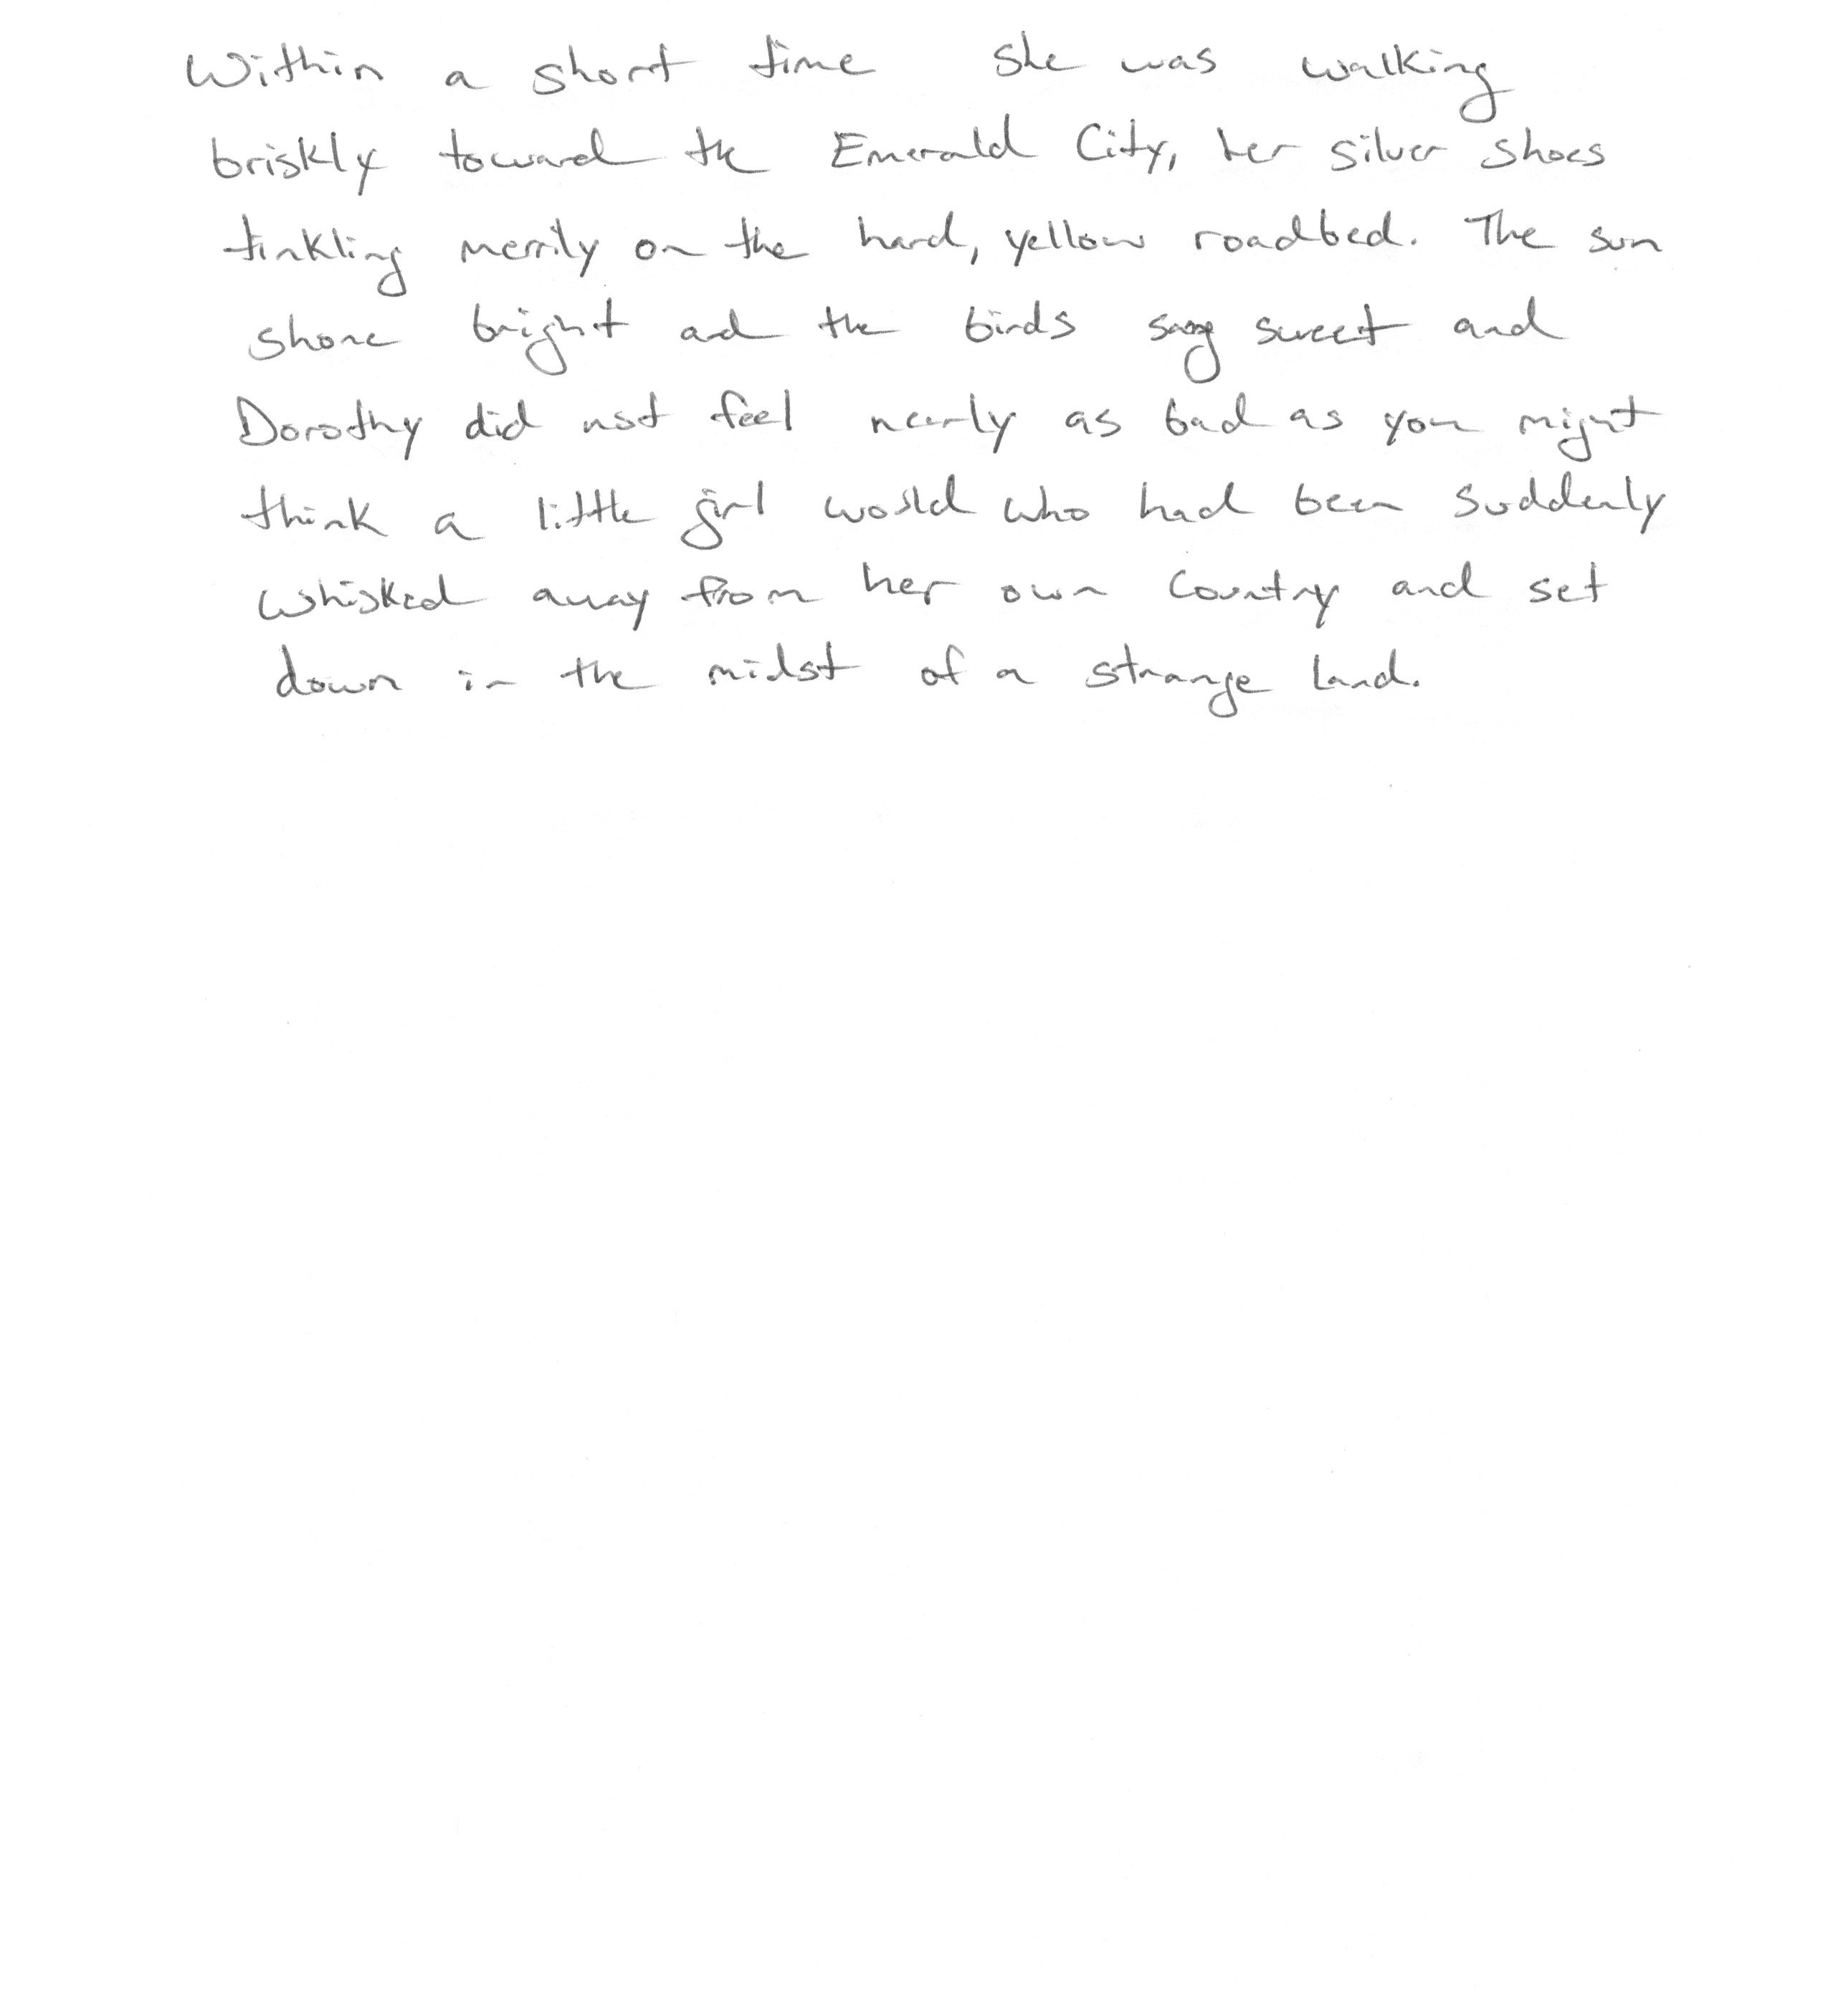 Within a short time she was walking
briskly toward the Emerald City, her silver shoes
tinkling merrily on the hard, yellow roadbed. The sun
shone bright and the birds sang sweet and
Dorothy did not feel nearly as bad as you might
think a little girl would who had been suddenly
whisked away from her own country and set
down in the midst of a strange land.